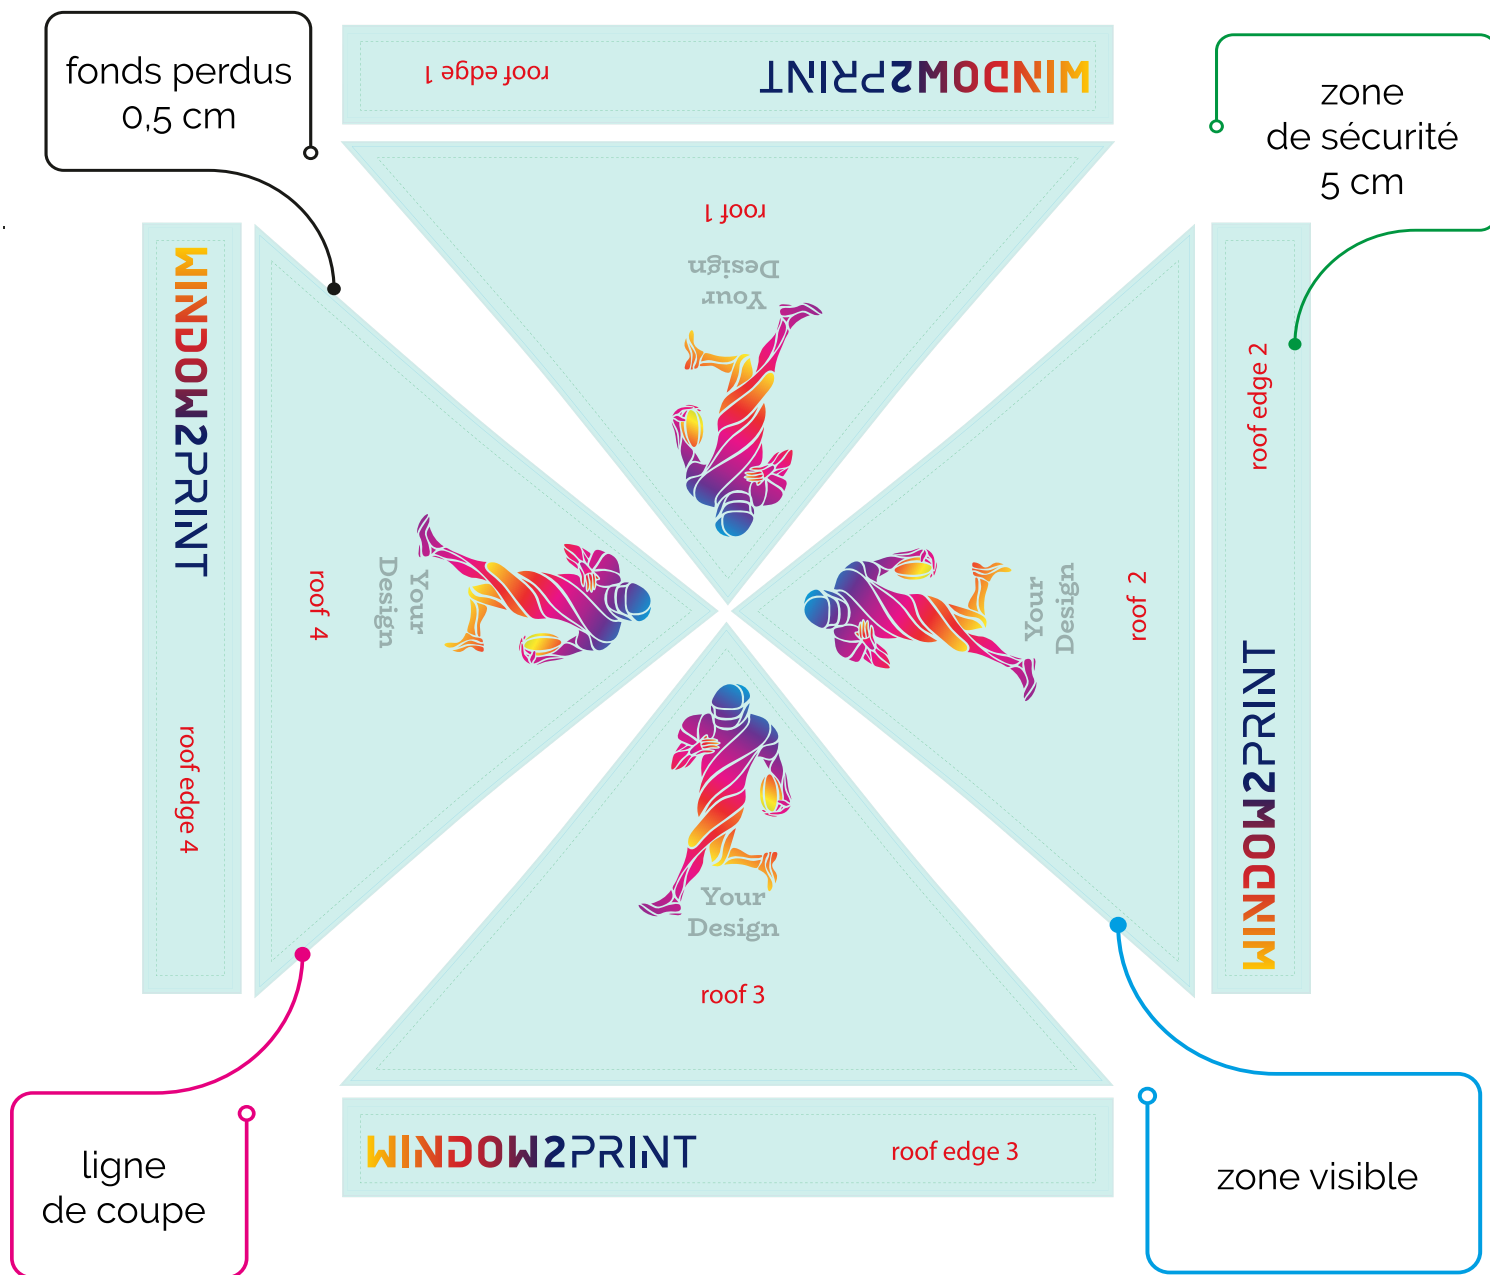 fonds perdus
0,5 cm
roof edge 1
WINDOW2PRINT
zone
de sécurité
5 cm
roof 1
Your
Design
WINDOW2PRINT
roof edge 4
roof 4
Your
Design
Your
Design
roof 2
roof edge 2
WINDOW2PRINT
Your
Design
roof 3
WINDOW2PRINT
roof edge 3
ligne
de coupe
zone visible